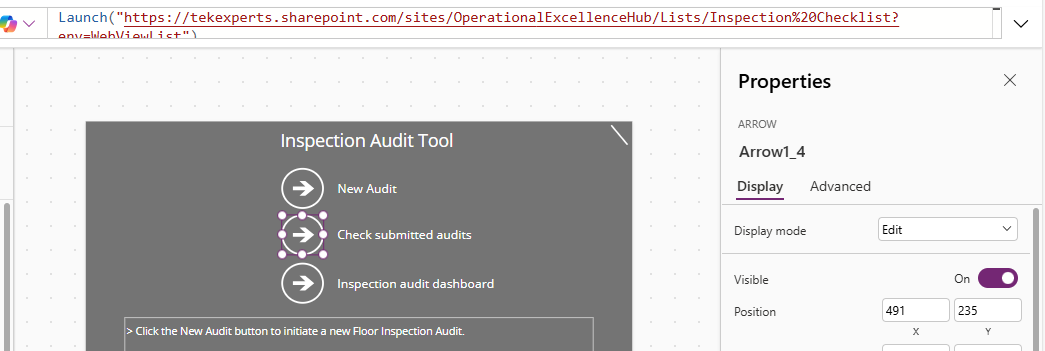 Launch("https://tekexperts.sharepoint.com/sites/OperationalExcellenceHub/Lists/Inspection%20Checklist?
env=WebViewList")
Properties
ARROW
Arrow1_4
Display Advanced
Display mode Edit
Visible On
Position 491 235
X Y
Inspection Audit Tool
New Audit
Check submitted audits
Inspection audit dashboard
> Click the New Audit button to initiate a new Floor Inspection Audit.